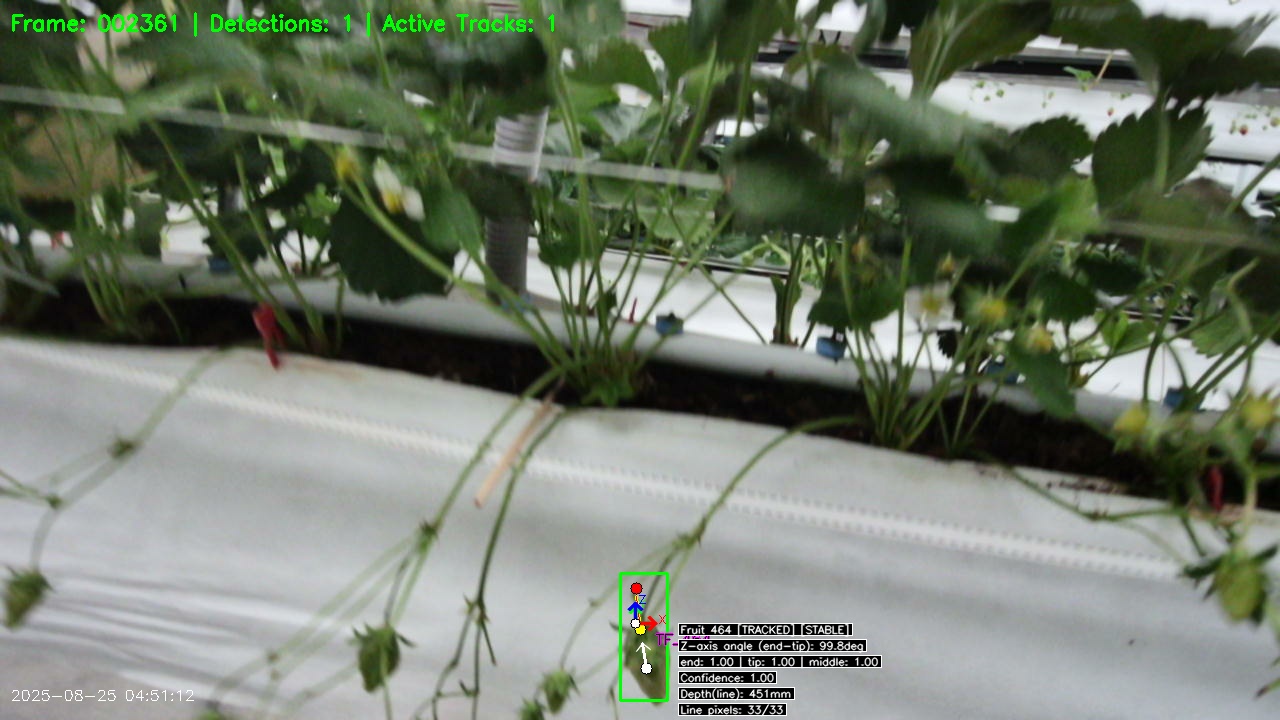 Frame: 002361 | Detections: 1 | Active Tracks: 1
Z
X
Fruit 464 [TRACKED] [STABLE]
Z-axis angle (end-tip): 99.8deg
end: 1.00 | tip: 1.00 | middle: 1.00
Confidence: 1.00
Depth(line): 451mm
Line pixels: 33/33
2025-08-25 04:51:12